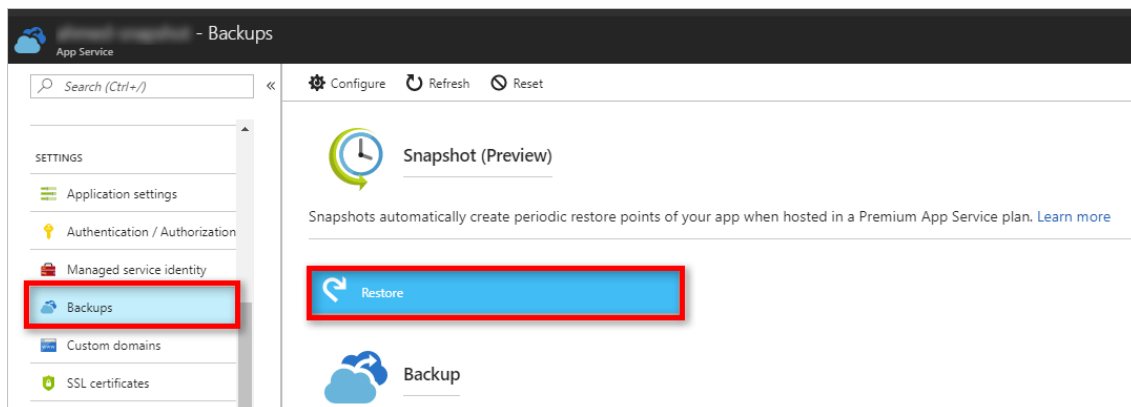 - Backups
App Service
Search (Ctrl+/)
«
Configure
Refresh
Reset
SETTINGS
Application settings
Authentication / Authorization
Managed service identity
Backups
Custom domains
SSL certificates
Snapshot (Preview)
Snapshots automatically create periodic restore points of your app when hosted in a Premium App Service plan. Learn more
Restore
Backup